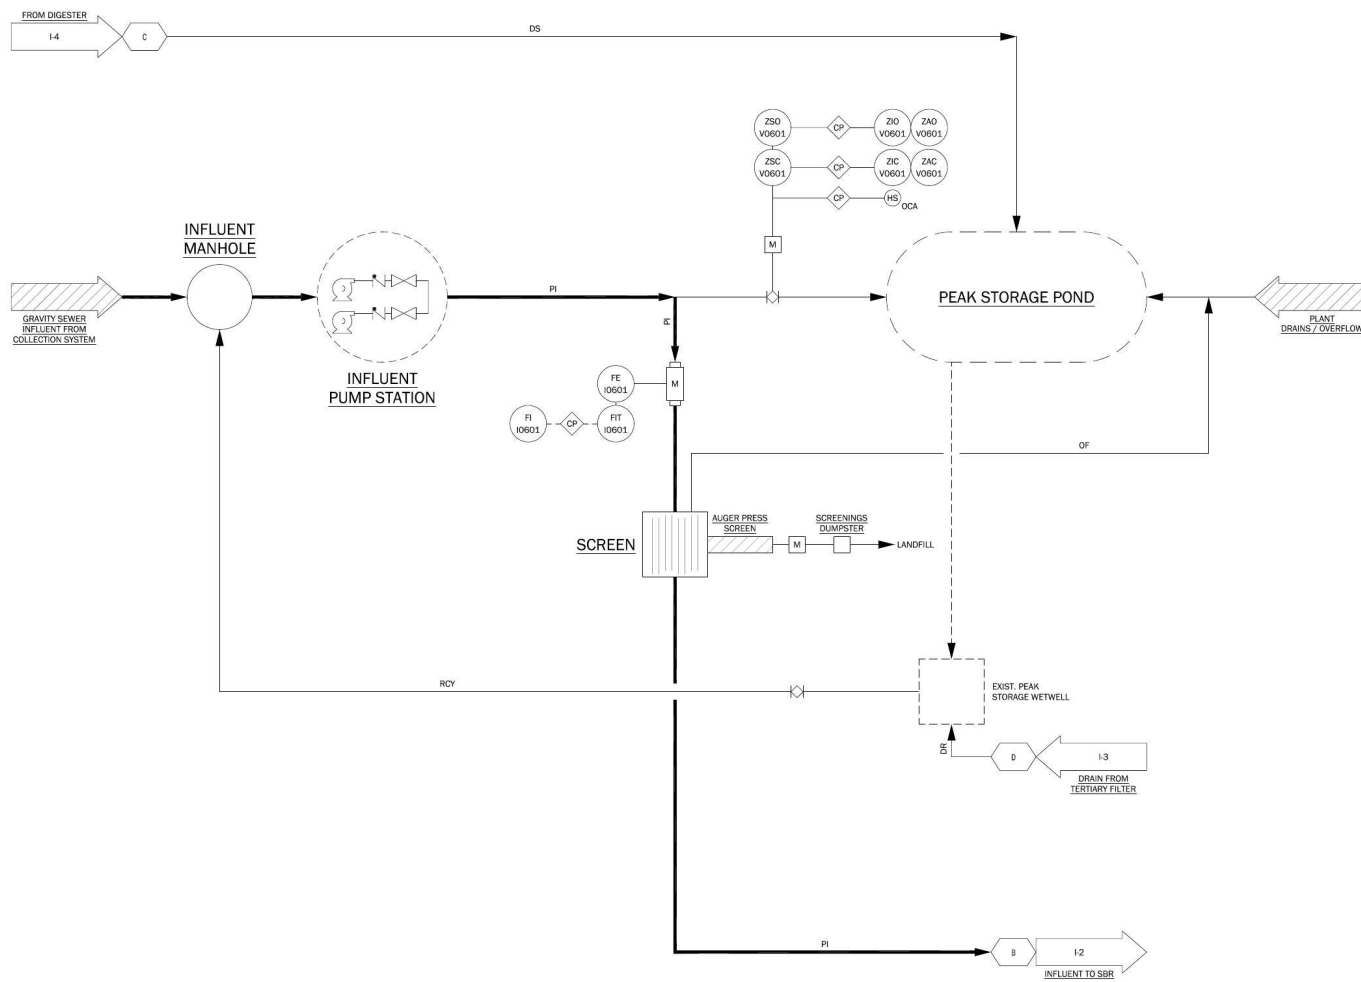 FROM DIGESTER
I-4
C
DS
ZSO
V0601
CP
ZIO
V0601
ZAO
V0601
ZSC
V0601
CP
ZIC
V0601
ZAC
V0601
CP
HS
OCA
M
INFLUENT
MANHOLE
GRAVITY SEWER
INFLUENT FROM
COLLECTION SYSTEM
INFLUENT
PUMP STATION
PI
PI
PEAK STORAGE POND
PLANT
DRAINS / OVERFLOW
FE
I0601
M
FI
I0601
CP
FIT
I0601
OF
SCREEN
AUGER PRESS
SCREEN
M
SCREENINGS
DUMPSTER
LANDFILL
RCY
EXIST. PEAK
STORAGE WETWELL
DR
D
I-3
DRAIN FROM
TERTIARY FILTER
PI
B
I-2
INFLUENT TO SBR